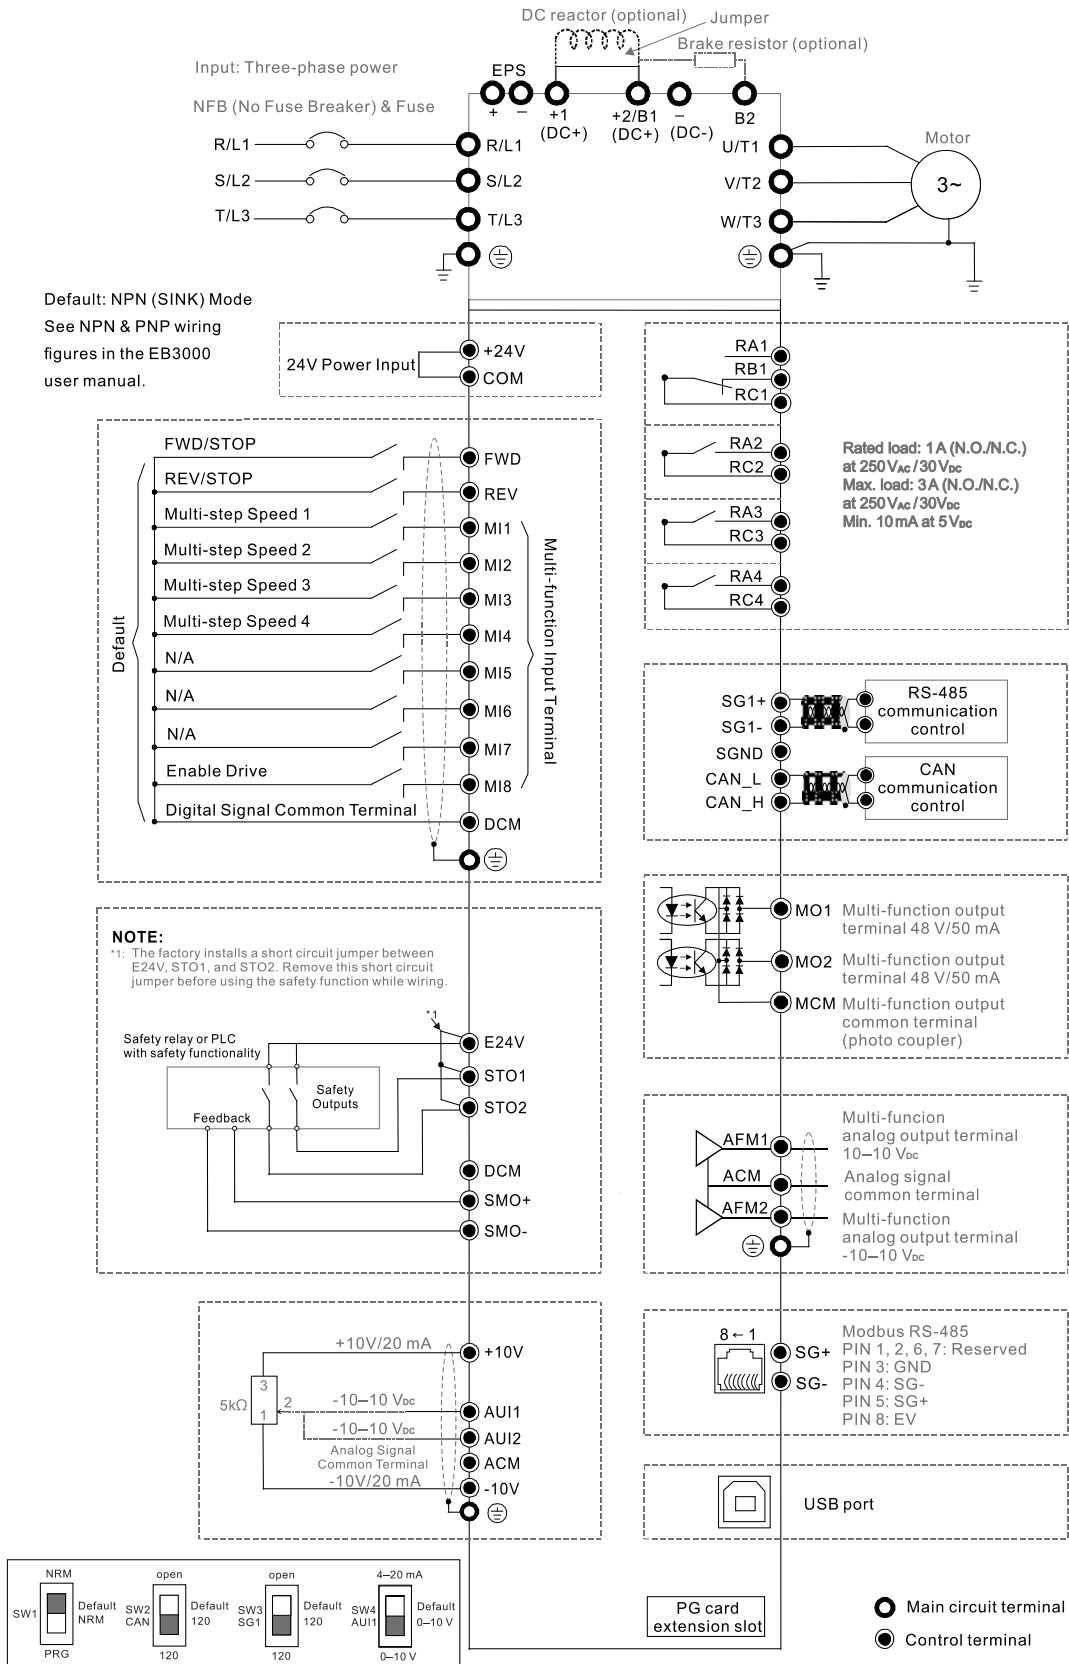 DC reactor (optional)
Jumper
Brake resistor (optional)
Input: Three-phase power
EPS
NFB (No Fuse Breaker) & Fuse
+
–
+1
(DC+)
+2/B1
(DC+)
–
(DC-)
B2
R/L1
R/L1
S/L2
S/L2
T/L3
T/L3
U/T1
V/T2
W/T3
Motor
3~
Default: NPN (SINK) Mode
See NPN & PNP wiring
figures in the EB3000
user manual.
24V Power Input
+24V
COM
RA1
RB1
RC1
RA2
RC2
RA3
RC3
RA4
RC4
Rated load: 1A (N.O./N.C.)
at 250VAC / 30VDC
Max. load: 3A (N.O./N.C.)
at 250VAC / 30VDC
Min. 10mA at 5VDC
Default
FWD/STOP
FWD
REV/STOP
REV
Multi-step Speed 1
MI1
Multi-step Speed 2
MI2
Multi-step Speed 3
MI3
Multi-step Speed 4
MI4
N/A
MI5
N/A
MI6
N/A
MI7
Enable Drive
MI8
Digital Signal Common Terminal
DCM
Multi-function Input Terminal
SG1+
SG1-
SGND
CAN_L
CAN_H
RS-485
communication
control
CAN
communication
control
MO1
Multi-function output
terminal 48 V/50 mA
MO2
Multi-function output
terminal 48 V/50 mA
MCM
Multi-function output
common terminal
(photo coupler)
NOTE:
*1: The factory installs a short circuit jumper between
E24V, STO1, and STO2. Remove this short circuit
jumper before using the safety function while wiring.
*1
Safety relay or PLC
with safety functionality
Safety
Outputs
Feedback
E24V
STO1
STO2
DCM
SMO+
SMO-
AFM1
Multi-funcion
analog output terminal
10–10 VDC
ACM
Analog signal
common terminal
AFM2
Multi-function
analog output terminal
-10–10 VDC
+10V/20 mA
+10V
5kΩ
3
2
1
-10–10 VDC
AUI1
-10–10 VDC
AUI2
Analog Signal
Common Terminal
ACM
-10V/20 mA
-10V
8←1
SG+
SG-
Modbus RS-485
PIN 1, 2, 6, 7: Reserved
PIN 3: GND
PIN 4: SG-
PIN 5: SG+
PIN 8: EV
USB port
NRM
SW1
Default
NRM
PRG
open
SW2
CAN
Default
120
120
open
SW3
SG1
Default
120
120
4–20 mA
SW4
AUI1
Default
0–10 V
0–10 V
PG card
extension slot
Main circuit terminal
Control terminal